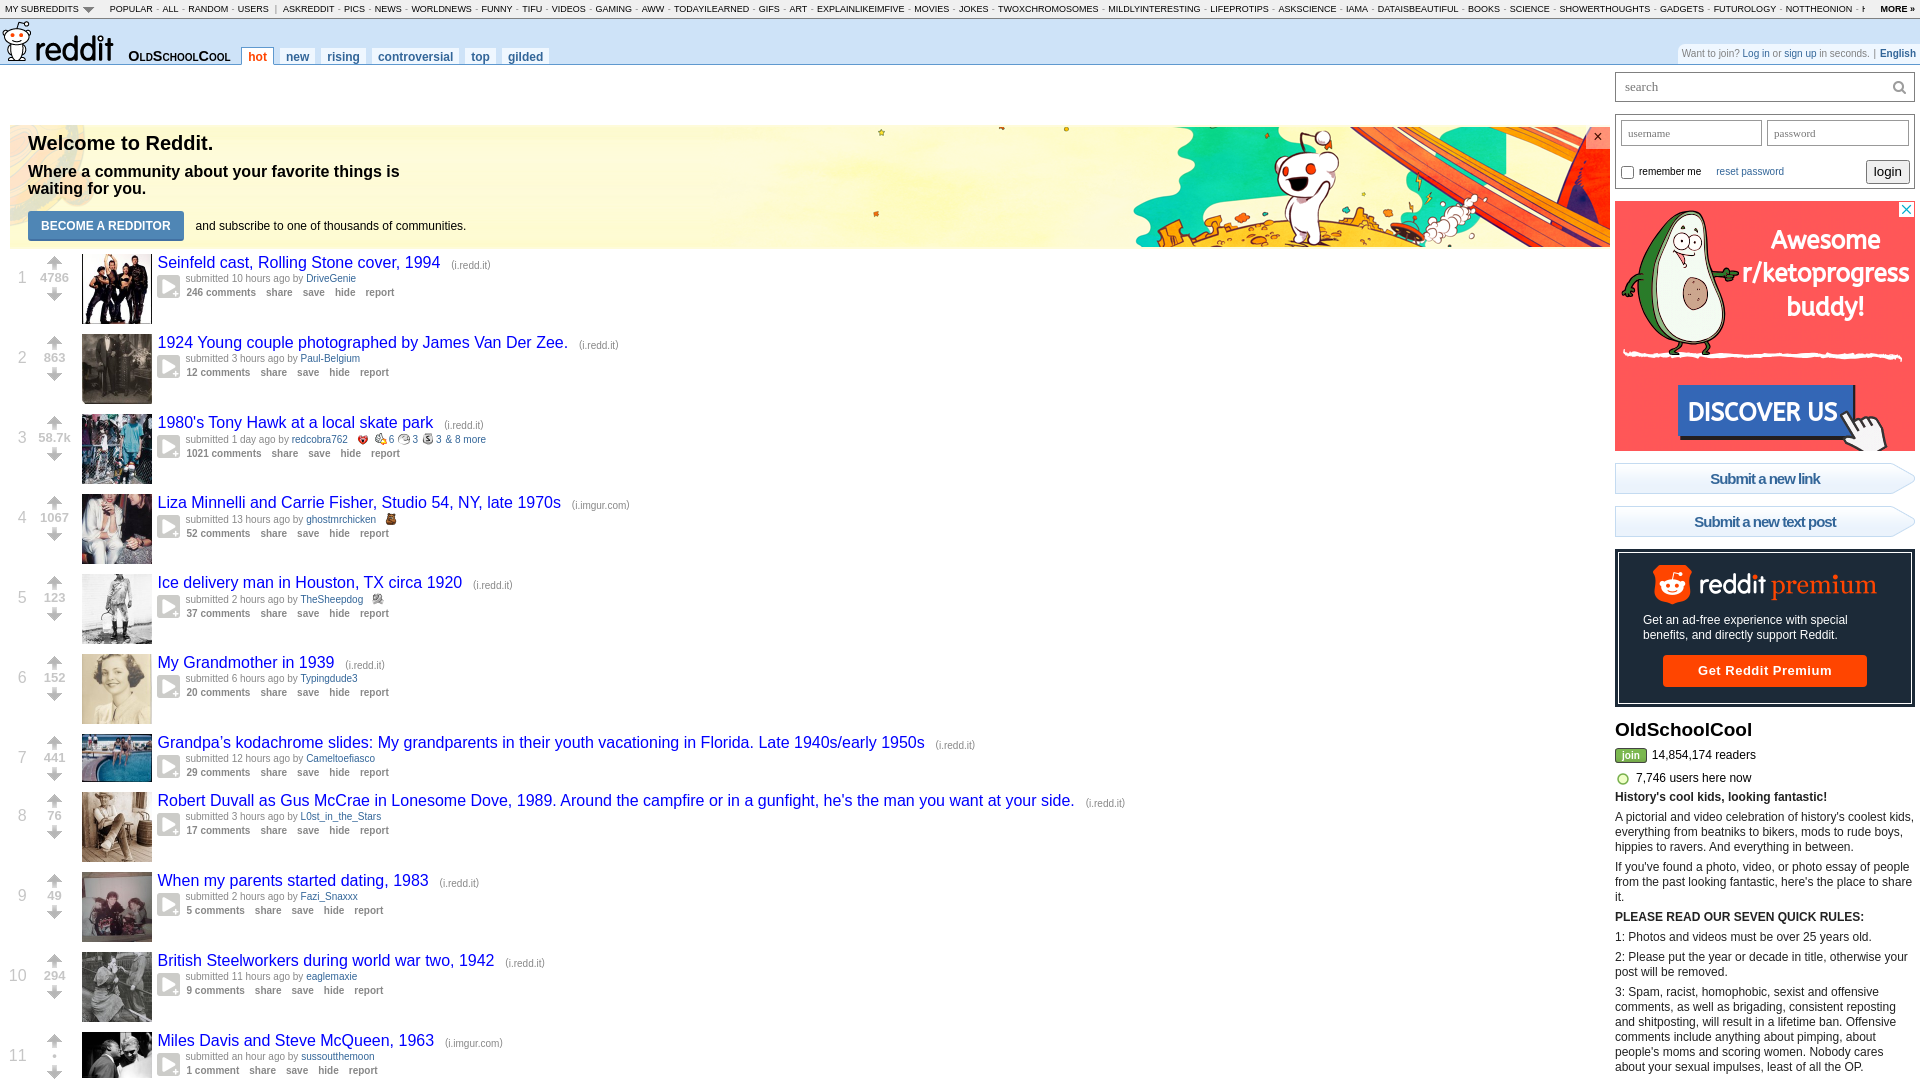 MY SUBREDDITS POPULAR - ALL - RANDOM - USERS | ASKREDDIT - PICS - NEWS - WORLDNEWS - FUNNY - TIFU - VIDEOS - GAMING - AWW - TODAYILEARNED - GIFS - ART - EXPLAINLIKEIMFIVE - MOVIES - JOKES - TWOXCHROMOSOMES - MILDLYINTERESTING - LIFEPROTIPS - ASKSCIENCE - IAMA - DATAISBEAUTIFUL - BOOKS - SCIENCE - SHOWERTHOUGHTS - GADGETS - FUTUROLOGY - NOTTHEONION - MORE »
reddit OLDSCHOOLCOOL hot new rising controversial top gilded
Want to join? Log in or sign up in seconds. | English
search
username password
remember me reset password login
Welcome to Reddit.
Where a community about your favorite things is
waiting for you.
BECOME A REDDITOR and subscribe to one of thousands of communities.
×
1 4786 Seinfeld cast, Rolling Stone cover, 1994 (i.redd.it)
submitted 10 hours ago by DriveGenie
246 comments share save hide report
2 863 1924 Young couple photographed by James Van Der Zee. (i.redd.it)
submitted 3 hours ago by Paul-Belgium
12 comments share save hide report
3 58.7k 1980's Tony Hawk at a local skate park (i.redd.it)
submitted 1 day ago by redcobra762 6 3 3 & 8 more
1021 comments share save hide report
4 1067 Liza Minnelli and Carrie Fisher, Studio 54, NY, late 1970s (i.imgur.com)
submitted 13 hours ago by ghostmrchicken
52 comments share save hide report
5 123 Ice delivery man in Houston, TX circa 1920 (i.redd.it)
submitted 2 hours ago by TheSheepdog
37 comments share save hide report
6 152 My Grandmother in 1939 (i.redd.it)
submitted 6 hours ago by Typingdude3
20 comments share save hide report
7 441 Grandpa’s kodachrome slides: My grandparents in their youth vacationing in Florida. Late 1940s/early 1950s (i.redd.it)
submitted 12 hours ago by Cameltoefiasco
29 comments share save hide report
8 76 Robert Duvall as Gus McCrae in Lonesome Dove, 1989. Around the campfire or in a gunfight, he's the man you want at your side. (i.redd.it)
submitted 3 hours ago by L0st_in_the_Stars
17 comments share save hide report
9 49 When my parents started dating, 1983 (i.redd.it)
submitted 2 hours ago by Fazi_Snaxxx
5 comments share save hide report
10 294 British Steelworkers during world war two, 1942 (i.redd.it)
submitted 11 hours ago by eaglemaxie
9 comments share save hide report
11 • Miles Davis and Steve McQueen, 1963 (i.imgur.com)
submitted an hour ago by sussoutthemoon
1 comment share save hide report
Awesome
r/ketoprogress
buddy!
DISCOVER US
Submit a new link
Submit a new text post
reddit premium
Get an ad-free experience with special
benefits, and directly support Reddit.
Get Reddit Premium
OldSchoolCool
join 14,854,174 readers
7,746 users here now
History's cool kids, looking fantastic!
A pictorial and video celebration of history's coolest kids,
everything from beatniks to bikers, mods to rude boys,
hippies to ravers. And everything in between.
If you've found a photo, video, or photo essay of people
from the past looking fantastic, here's the place to share
it.
PLEASE READ OUR SEVEN QUICK RULES:
1: Photos and videos must be over 25 years old.
2: Please put the year or decade in title, otherwise your
post will be removed.
3: Spam, racist, homophobic, sexist and offensive
comments, as well as brigading, consistent reposting
and shitposting, will result in a lifetime ban. Offensive
comments include anything about pimping, about
people's moms and scoring women. Nobody cares
about your sexual impulses, least of all the OP.